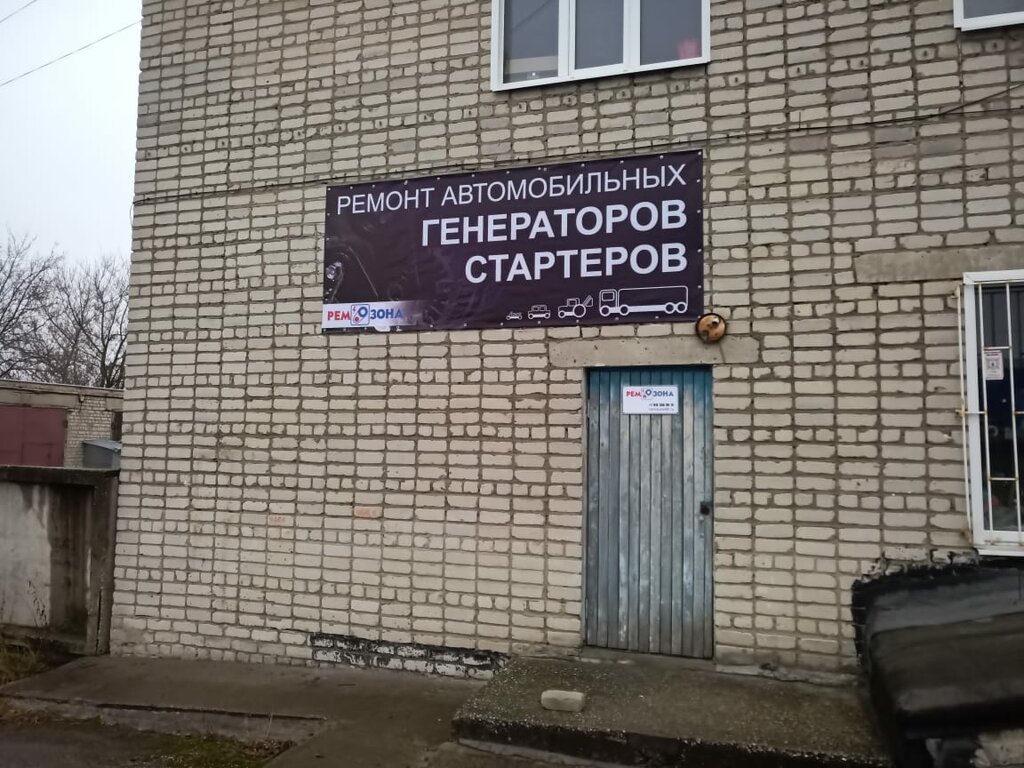 РЕМОНТ АВТОМОБИЛЬНЫХ
ГЕНЕРАТОРОВ
СТАРТЕРОВ
РЕМ ЗОНА
РЕМ ЗОНА